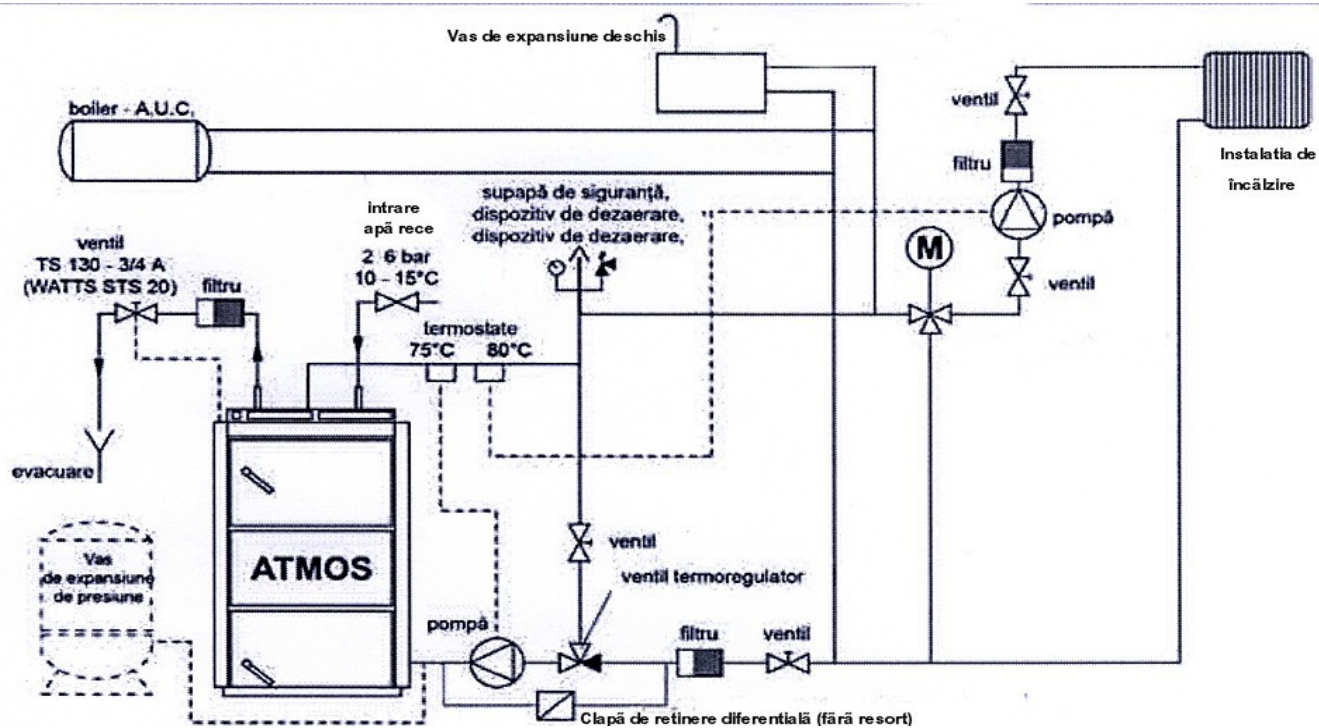 Vas de expansiune deschis
boiler - A.U.C.
ventil
filtru
Instalatia de
încălzire
supapă de siguranţă,
dispozitiv de dezaerare,
dispozitiv de dezaerare,
intrare
apă rece
2 6 bar
10 - 15°C
pompă
M
ventil
ventil
TS 130 - 3/4 A
(WATTS STS 20)
filtru
termostate
75°C 80°C
evacuare
Vas
de expansiune
de presiune
ATMOS
ventil
ventil termoregulator
pompă
filtru
ventil
Clapă de retinere diferentială (fără resort)